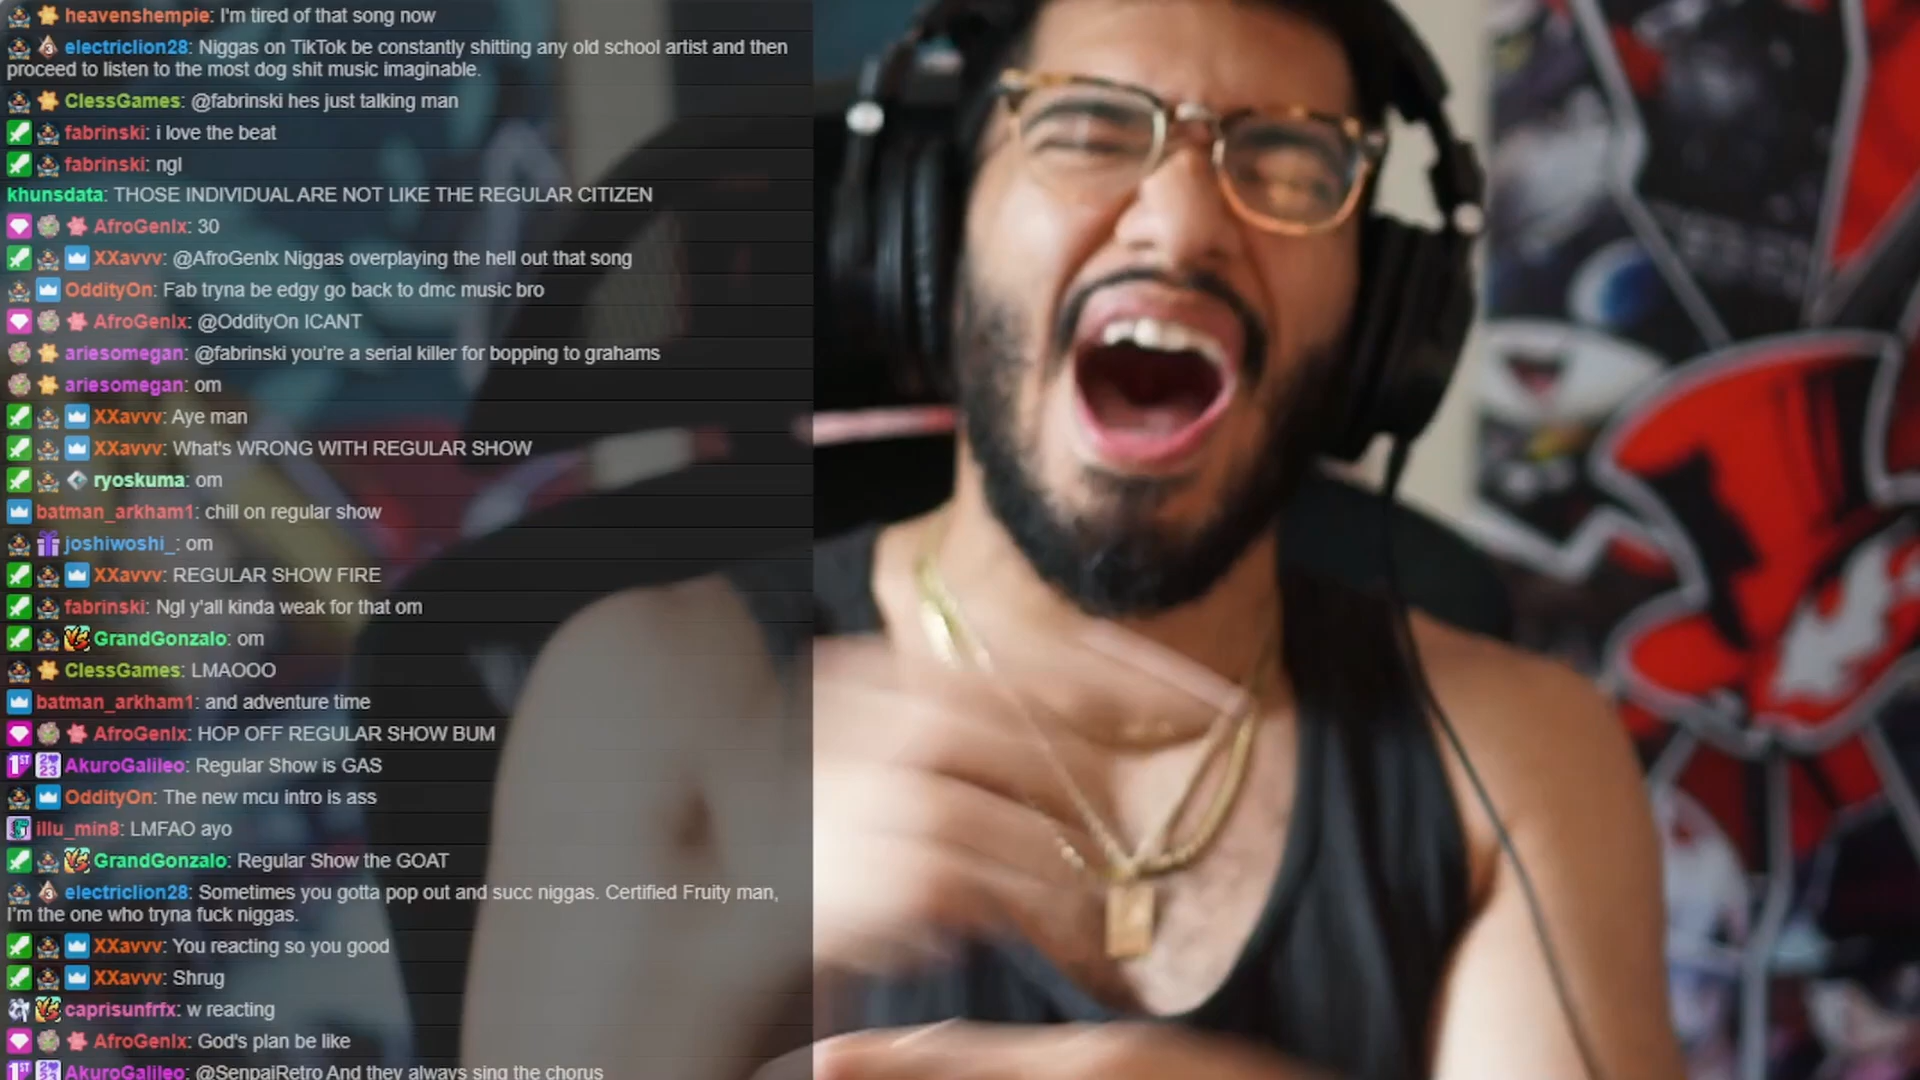 heavenshempie: I'm tired of that song now
electriclion28: Niggas on TikTok be constantly shitting any old school artist and then
proceed to listen to the most dog shit music imaginable.
ClessGames: @fabrinski hes just talking man
fabrinski: i love the beat
fabrinski: ngl
khunsdata: THOSE INDIVIDUAL ARE NOT LIKE THE REGULAR CITIZEN
AfroGenIx: 30
XXavvv: @AfroGenIx Niggas overplaying the hell out that song
OddityOn: Fab tryna be edgy go back to dmc music bro
AfroGenIx: @OddityOn ICANT
ariesomegan: @fabrinski you're a serial killer for bopping to grahams
ariesomegan: om
XXavvv: Aye man
XXavvv: What's WRONG WITH REGULAR SHOW
ryoskuma: om
batman_arkham1: chill on regular show
joshiwoshi_: om
XXavvv: REGULAR SHOW FIRE
fabrinski: Ngl y'all kinda weak for that om
GrandGonzalo: om
ClessGames: LMAOOO
batman_arkham1: and adventure time
AfroGenIx: HOP OFF REGULAR SHOW BUM
1ST AkuroGalileo: Regular Show is GAS
OddityOn: The new mcu intro is ass
illu_min8: LMFAO ayo
GrandGonzalo: Regular Show the GOAT
electriclion28: Sometimes you gotta pop out and succ niggas. Certified Fruity man,
I'm the one who tryna fuck niggas.
XXavvv: You reacting so you good
XXavvv: Shrug
caprisunfrfx: w reacting
AfroGenIx: God's plan be like
1ST AkuroGalileo: @SenpaiRetro And they always sing the chorus